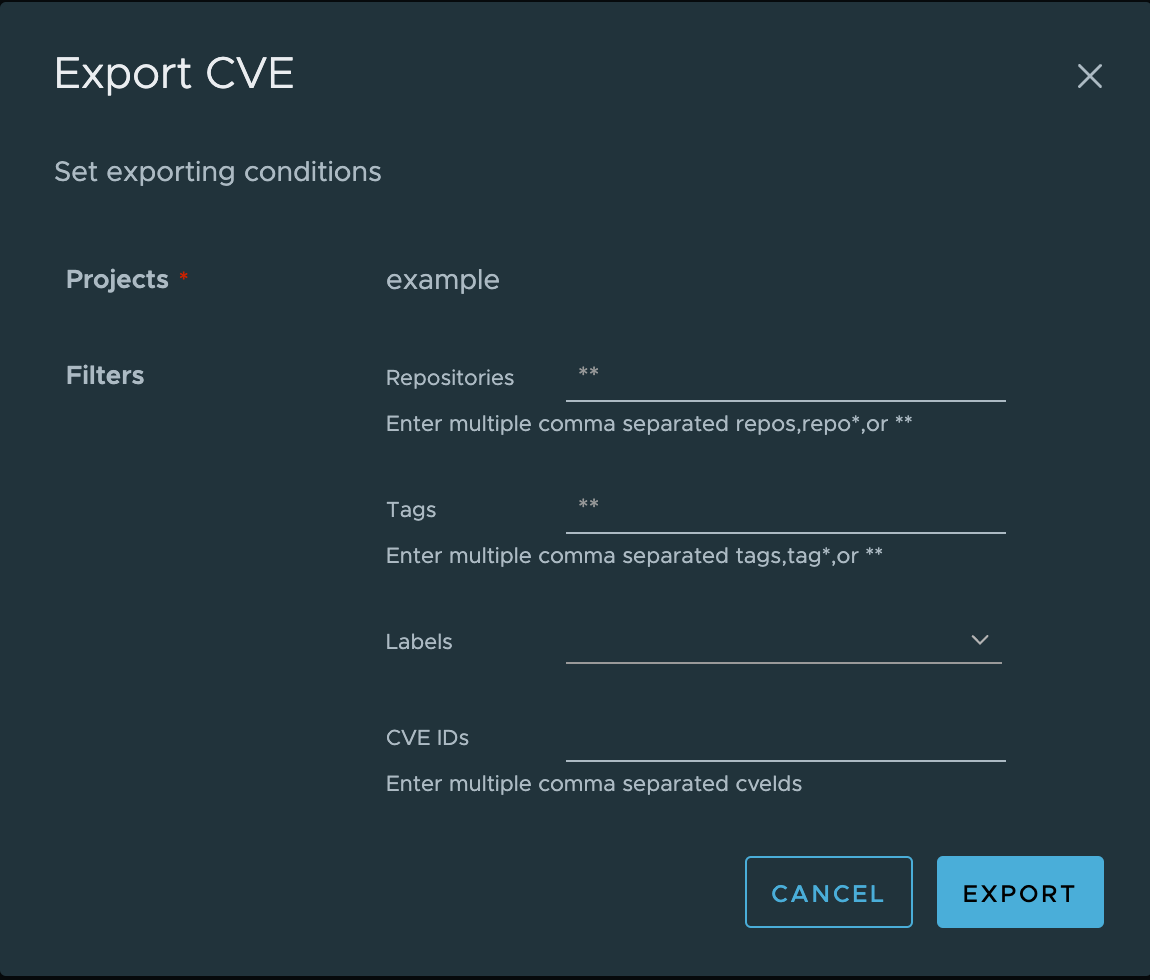 Export CVE
Set exporting conditions
Projects * example
Filters
Repositories **
Enter multiple comma separated repos,repo*,or **
Tags **
Enter multiple comma separated tags,tag*,or **
Labels
CVE IDs
Enter multiple comma separated cveIds
CANCEL EXPORT